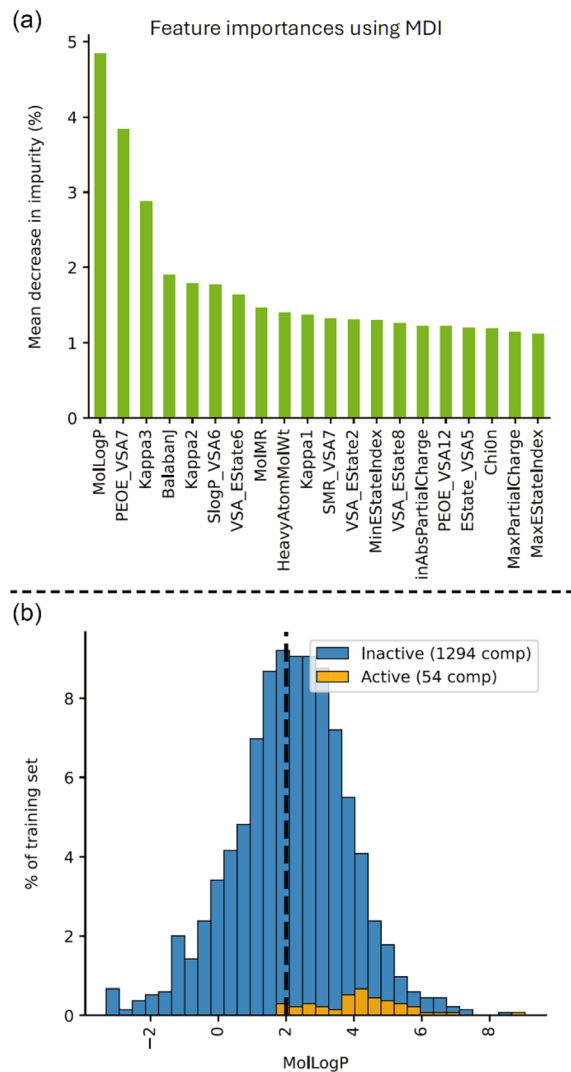 (a)
Feature importances using MDI
Mean decrease in impurity (%)
5
4
3
2
1
0
MolLogP
PEOE_VSA7
Kappa3
BalabanJ
Kappa2
SlogP_VSA6
VSA_EState6
MolMR
HeavyAtomMolWt
Kappa1
SMR_VSA7
VSA_EState2
MinEStateIndex
VSA_EState8
inAbsPartialCharge
PEOE_VSA12
EState_VSA5
Chi0n
MaxPartialCharge
MaxEStateIndex
(b)
Inactive (1294 comp)
Active (54 comp)
% of training set
8
6
4
2
0
−2
0
2
4
6
8
MolLogP